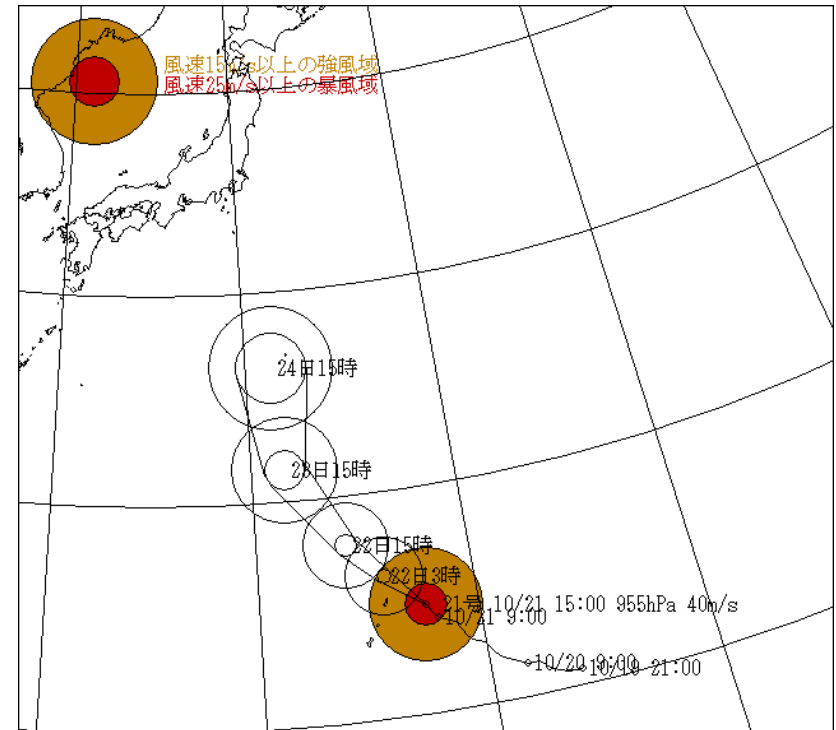 風速15m/s以上の強風域
風速25m/s以上の暴風域
24日15時
23日15時
22日15時
22日3時
21号 10/21 15:00 955hPa 40m/s
10/21 9:00
10/20 9:00
10/19 21:00